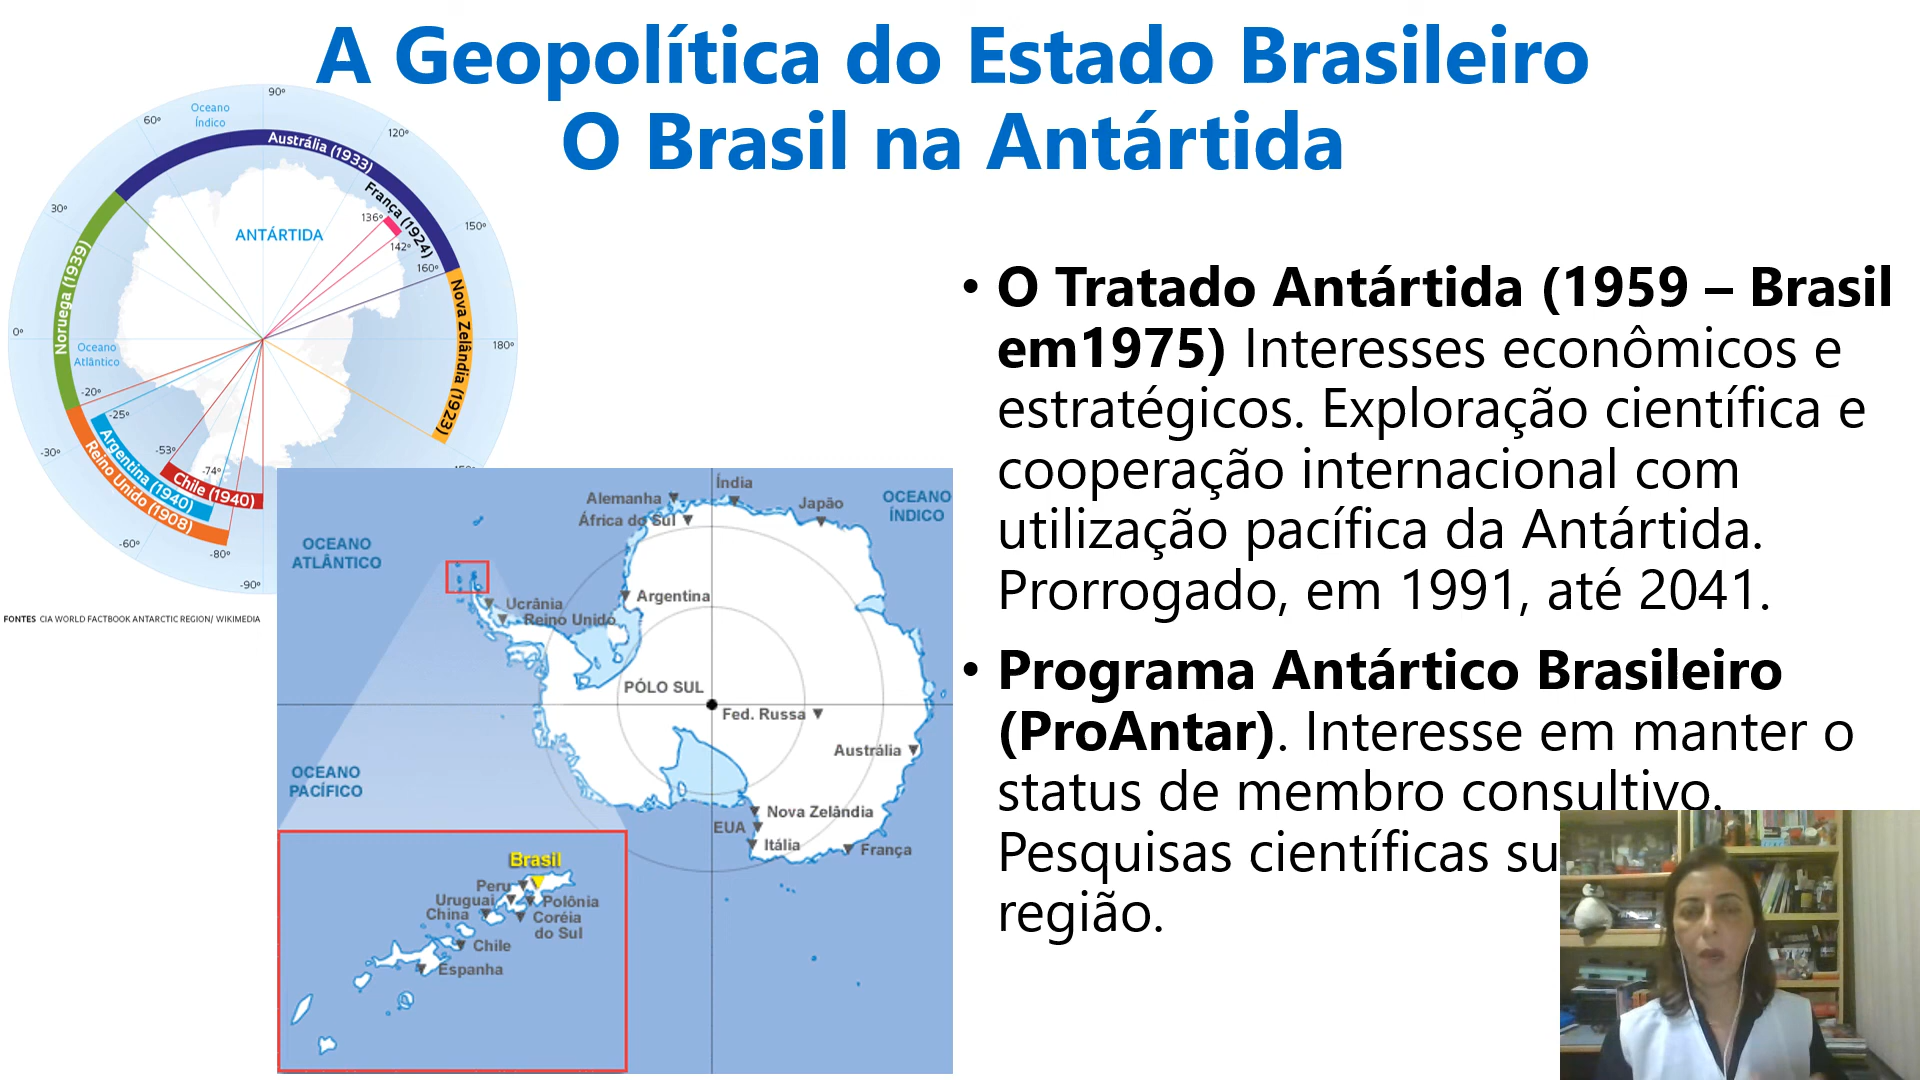 A Geopolítica do Estado Brasileiro
O Brasil na Antártida
90°
Oceano
Índico
60°
120°
Austrália (1933)
França (1924)
30°
136°
150°
ANTÁRTIDA
142°
160°
Noruega (1939)
Nova Zelândia (1923)
0°
180°
Oceano
Atlântico
-20°
-25°
-30°
-53°
-74°
Argentina (1940)
Chile (1940)
Reino Unido (1908)
-60°
-80°
-90°
FONTES CIA WORLD FACTBOOK ANTARCTIC REGION/ WIKIMEDIA
Índia
Alemanha
Japão
OCEANO
ÍNDICO
África do Sul
OCEANO
ATLÂNTICO
Argentina
Ucrânia
Reino Unido
PÓLO SUL
Fed. Russa
Austrália
OCEANO
PACÍFICO
Nova Zelândia
EUA
Itália
França
Brasil
Peru
Uruguai
Polônia
China
Coréia
do Sul
Chile
Espanha
• O Tratado Antártida (1959 – Brasil
em1975) Interesses econômicos e
estratégicos. Exploração científica e
cooperação internacional com
utilização pacífica da Antártida.
Prorrogado, em 1991, até 2041.
• Programa Antártico Brasileiro
(ProAntar). Interesse em manter o
status de membro consultivo.
Pesquisas científicas su
região.